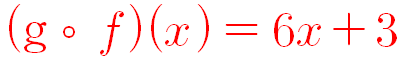 (g ∘ f)(x) = 6x + 3